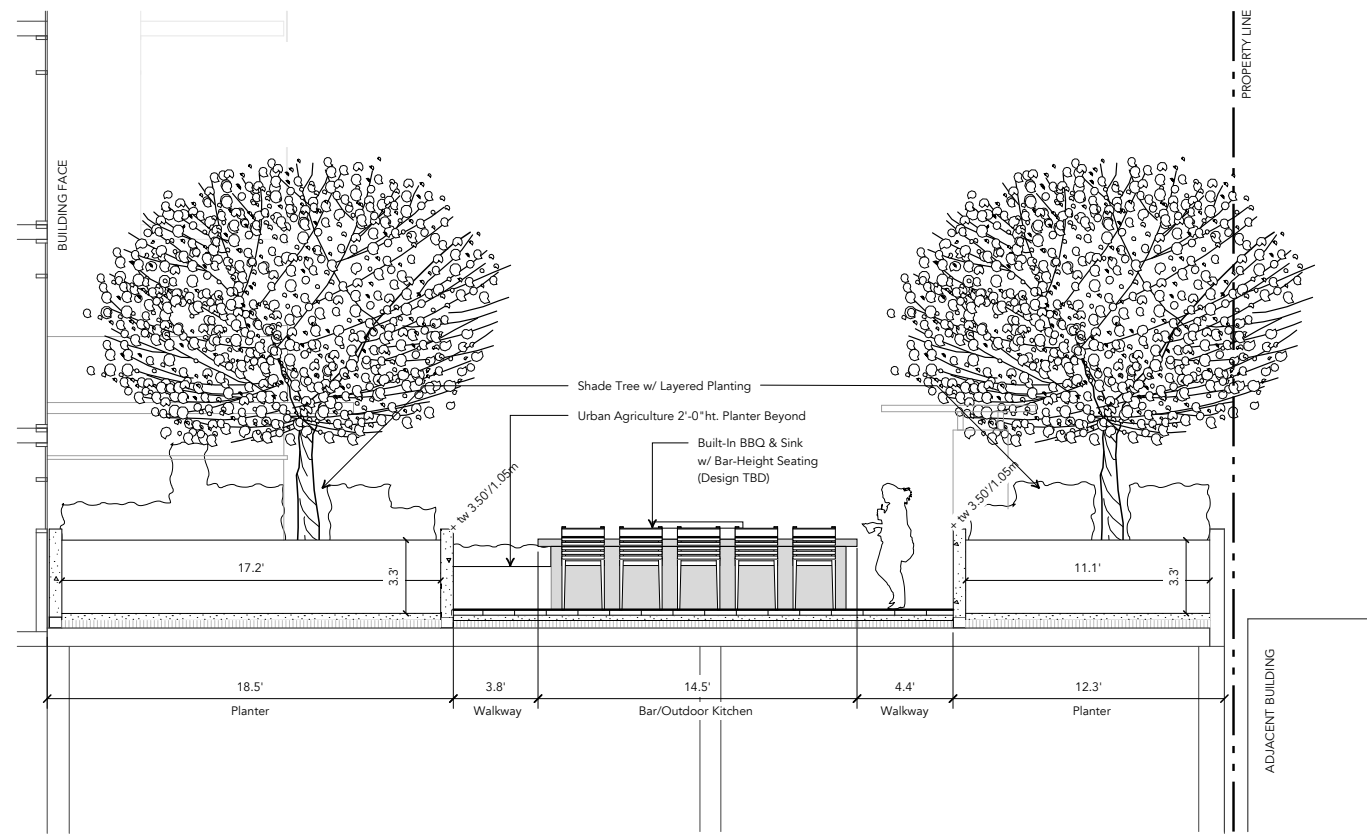 PROPERTY LINE
BUILDING FACE
Shade Tree w/ Layered Planting
Urban Agriculture 2'-0"ht. Planter Beyond
Built-In BBQ & Sink
w/ Bar-Height Seating
(Design TBD)
+ tw 3.50'/1.05m
+ tw 3.50'/1.05m
17.2'
3.3'
11.1'
3.3'
18.5'
3.8'
14.5'
4.4'
12.3'
Planter
Walkway
Bar/Outdoor Kitchen
Walkway
Planter
ADJACENT BUILDING